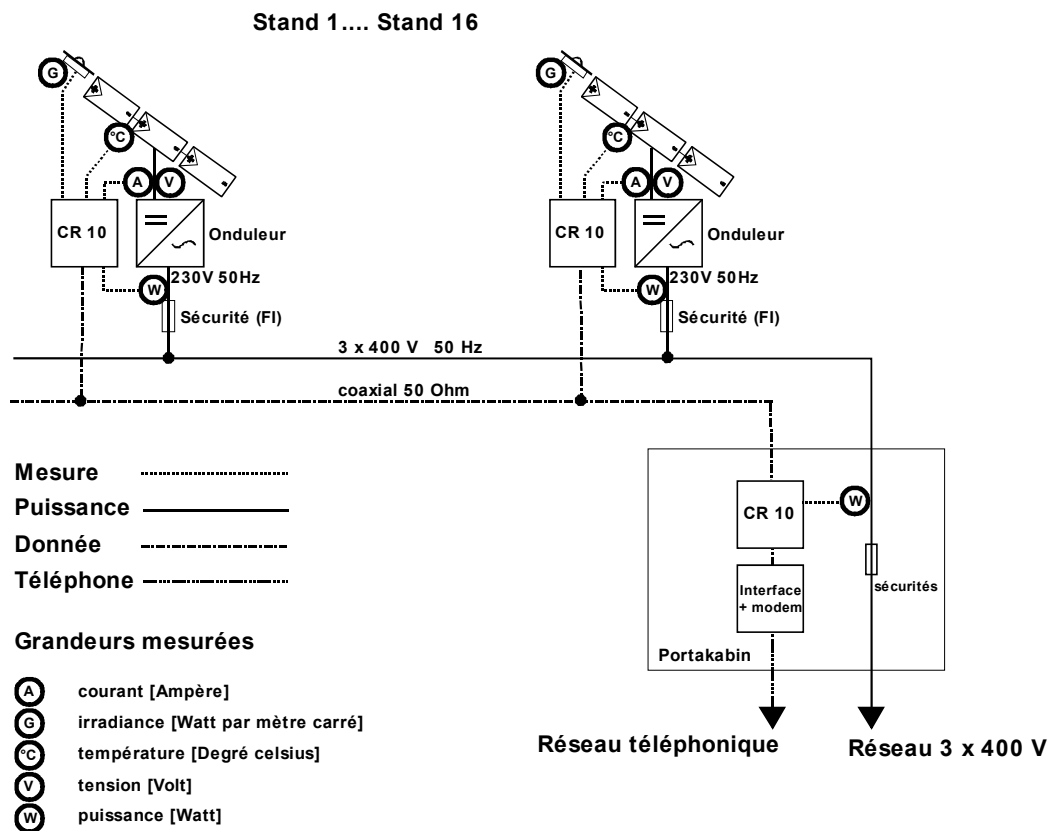 Stand 1.... Stand 16
G
G
°C
°C
A
V
A
V
CR 10
Onduleur
CR 10
Onduleur
230V 50Hz
230V 50Hz
W
W
Sécurité (FI)
Sécurité (FI)
3 x 400 V 50 Hz
coaxial 50 Ohm
Mesure
Puissance
Donnée
Téléphone
CR 10
W
Interface
+ modem
sécurités
Portakabin
Grandeurs mesurées
A courant [Ampère]
G irradiance [Watt par mètre carré]
°C température [Degré celsius]
V tension [Volt]
W puissance [Watt]
Réseau téléphonique
Réseau 3 x 400 V